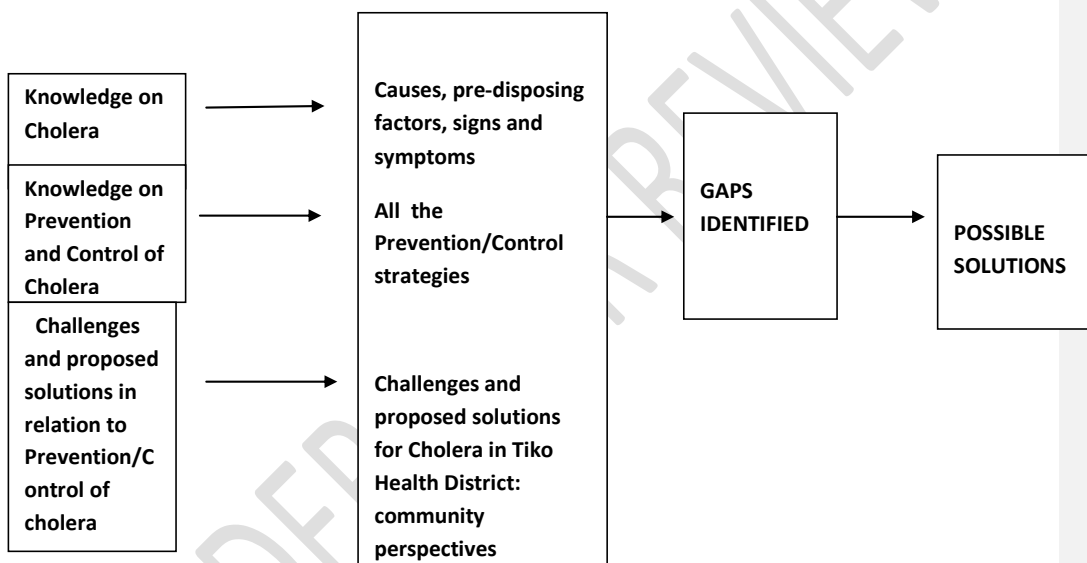 Knowledge on
Cholera
Knowledge on
Prevention
and Control of
Cholera
Challenges
and proposed
solutions in
relation to
Prevention/C
ontrol of
cholera
Causes, pre-disposing
factors, signs and
symptoms
All the
Prevention/Control
strategies
Challenges and
proposed solutions
for Cholera in Tiko
Health District:
community
perspectives
GAPS
IDENTIFIED
POSSIBLE
SOLUTIONS